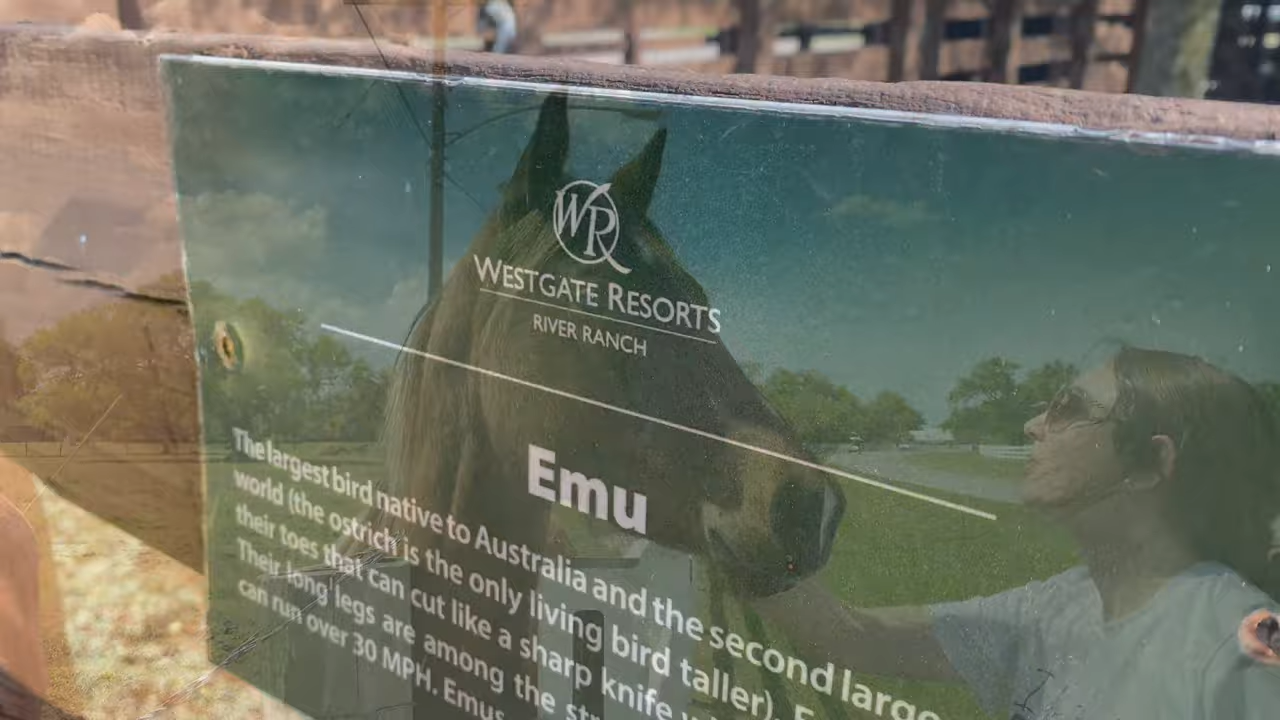 WR
WESTGATE RESORTS
RIVER RANCH
Emu
The largest bird native to Australia and the second large
world (the ostrich is the only living bird taller).
their toes that can cut like a sharp knife
Their long legs are among the
can run over 30 MPH. Emus